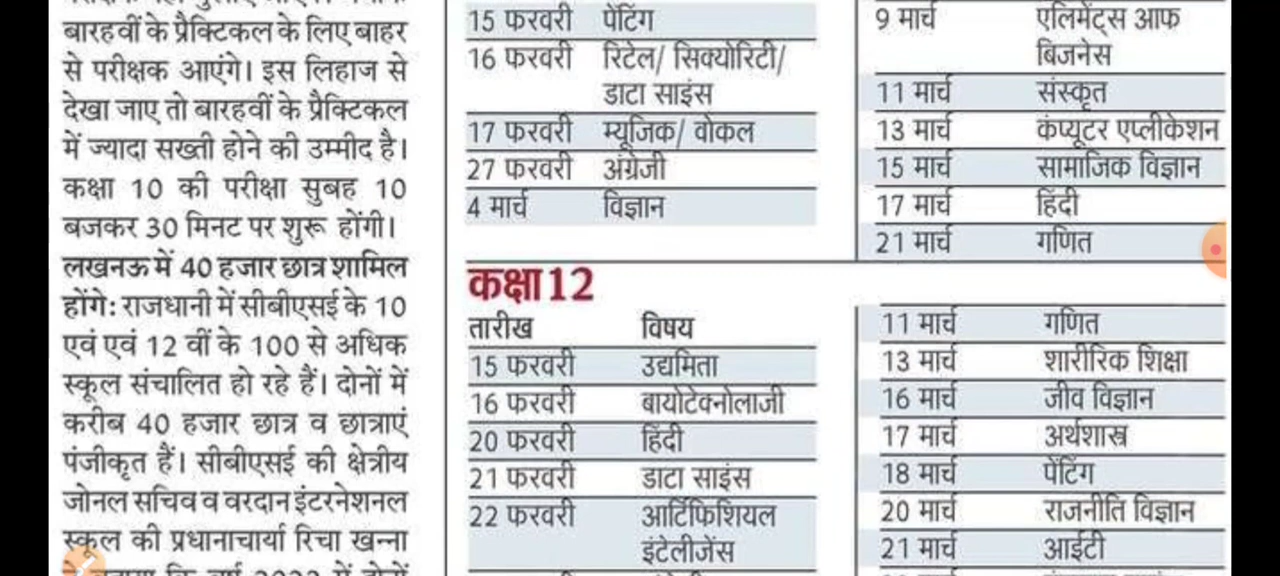 बारहवीं के प्रैक्टिकल के लिए बाहर
से परीक्षक आएंगे। इस लिहाज से
देखा जाए तो बारहवीं के प्रैक्टिकल
में ज्यादा सख्ती होने की उम्मीद है।
कक्षा 10 की परीक्षा सुबह 10
बजकर 30 मिनट पर शुरू होंगी।
लखनऊ में 40 हजार छात्र शामिल
होंगे: राजधानी में सीबीएसई के 10
एवं एवं 12 वीं के 100 से अधिक
स्कूल संचालित हो रहे हैं। दोनों में
करीब 40 हजार छात्र व छात्राएं
पंजीकृत हैं। सीबीएसई की क्षेत्रीय
जोनल सचिव व वरदान इंटरनेशनल
स्कूल की प्रधानाचार्या रिचा खन्ना
15 फरवरी पेंटिंग
16 फरवरी रिटेल/ सिक्योरिटी/
डाटा साइंस
17 फरवरी म्यूजिक/ वोकल
27 फरवरी अंग्रेजी
4 मार्च विज्ञान
9 मार्च एलिमेंट्स आफ
बिजनेस
11 मार्च संस्कृत
13 मार्च कंप्यूटर एप्लीकेशन
15 मार्च सामाजिक विज्ञान
17 मार्च हिंदी
21 मार्च गणित
कक्षा 12
तारीख विषय
15 फरवरी उद्यमिता
16 फरवरी बायोटेक्नोलाजी
20 फरवरी हिंदी
21 फरवरी डाटा साइंस
22 फरवरी आर्टिफिशियल
इंटेलीजेंस
11 मार्च गणित
13 मार्च शारीरिक शिक्षा
16 मार्च जीव विज्ञान
17 मार्च अर्थशास्त्र
18 मार्च पेंटिंग
20 मार्च राजनीति विज्ञान
21 मार्च आईटी